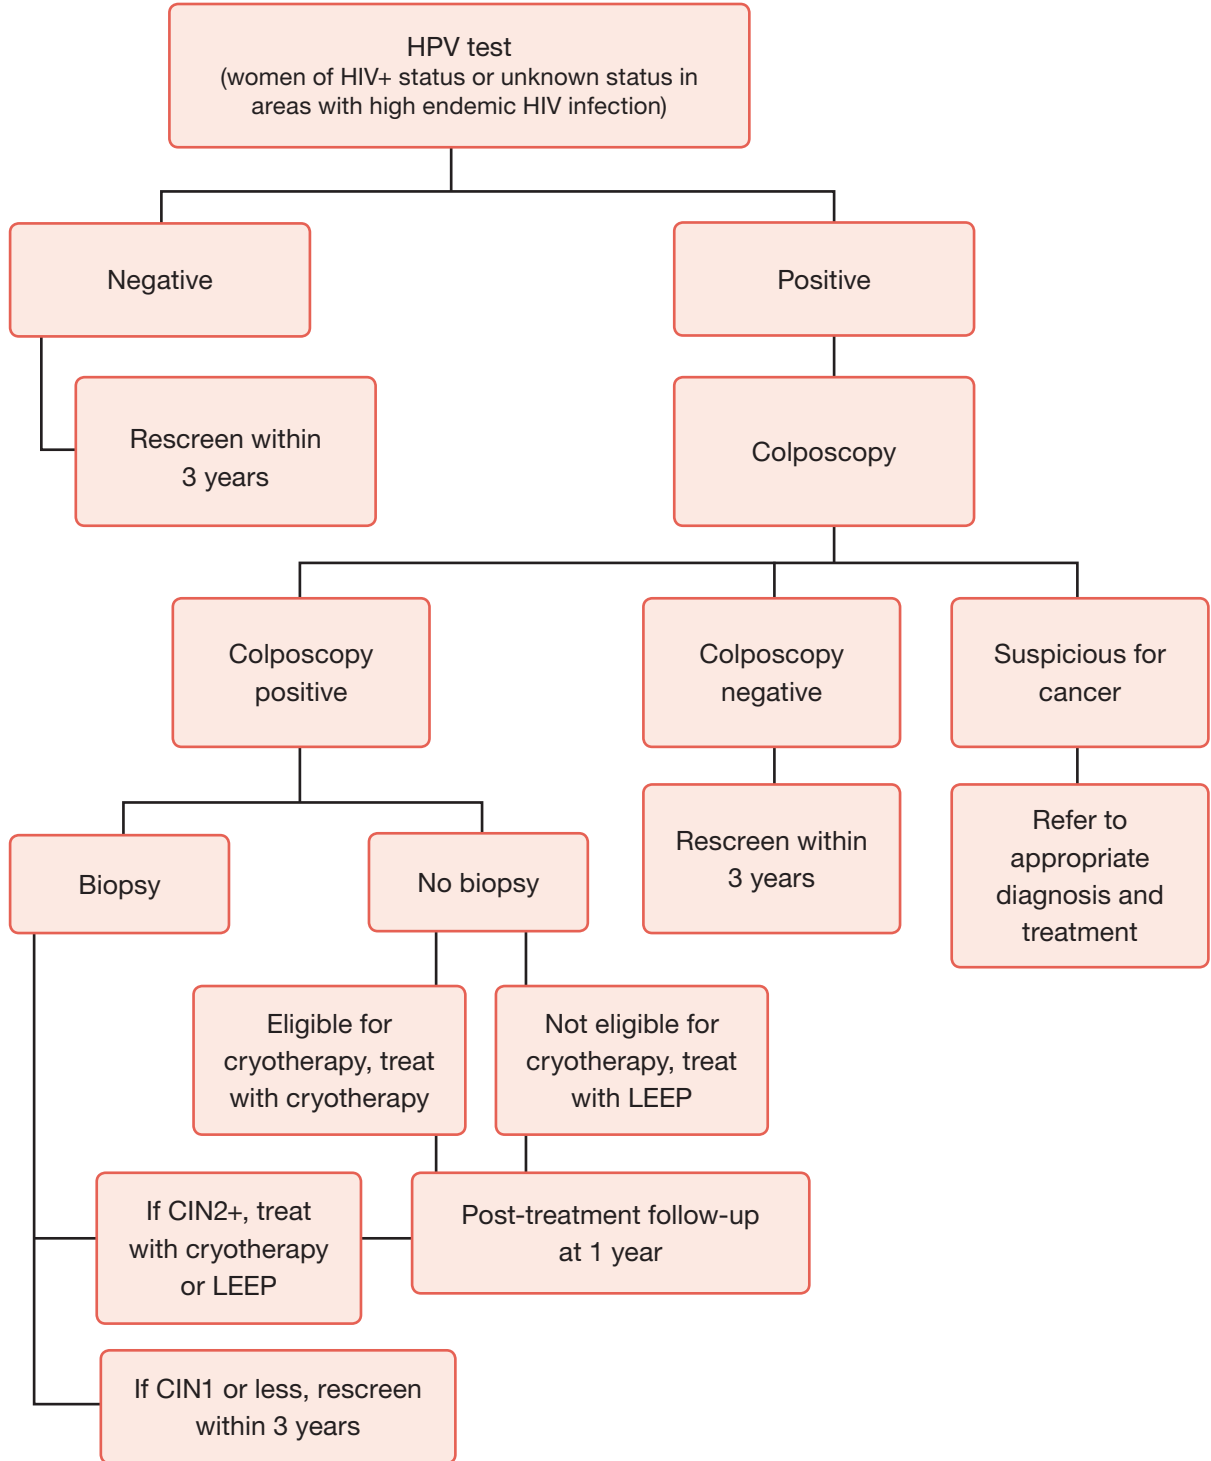 HPV test
(women of HIV+ status or unknown status in
areas with high endemic HIV infection)
Negative
Positive
Rescreen within
3 years
Colposcopy
Colposcopy
positive
Colposcopy
negative
Suspicious for
cancer
Biopsy
No biopsy
Rescreen within
3 years
Refer to
appropriate
diagnosis and
treatment
Eligible for
cryotherapy, treat
with cryotherapy
Not eligible for
cryotherapy, treat
with LEEP
If CIN2+, treat
with cryotherapy
or LEEP
Post-treatment follow-up
at 1 year
If CIN1 or less, rescreen
within 3 years